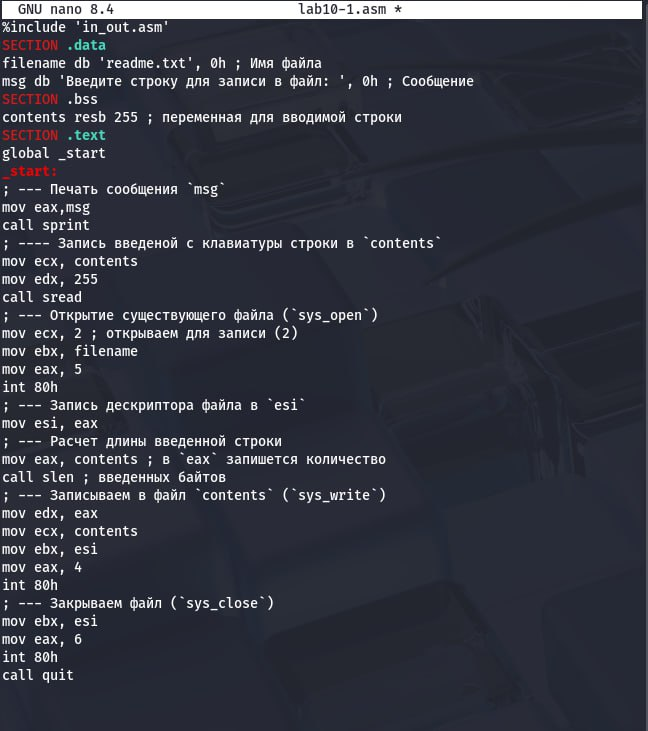 GNU nano 8.4 lab10-1.asm *
%include 'in_out.asm'
SECTION .data
filename db 'readme.txt', 0h ; Имя файла
msg db 'Введите строку для записи в файл: ', 0h ; Сообщение
SECTION .bss
contents resb 255 ; переменная для вводимой строки
SECTION .text
global _start
_start:
; --- Печать сообщения `msg`
mov eax,msg
call sprint
; ---- Запись введеной с клавиатуры строки в `contents`
mov ecx, contents
mov edx, 255
call sread
; --- Открытие существующего файла (`sys_open`)
mov ecx, 2 ; открываем для записи (2)
mov ebx, filename
mov eax, 5
int 80h
; --- Запись дескриптора файла в `esi`
mov esi, eax
; --- Расчет длины введенной строки
mov eax, contents ; в `eax` запишется количество
call slen ; введенных байтов
; --- Записываем в файл `contents` (`sys_write`)
mov edx, eax
mov ecx, contents
mov ebx, esi
mov eax, 4
int 80h
; --- Закрываем файл (`sys_close`)
mov ebx, esi
mov eax, 6
int 80h
call quit